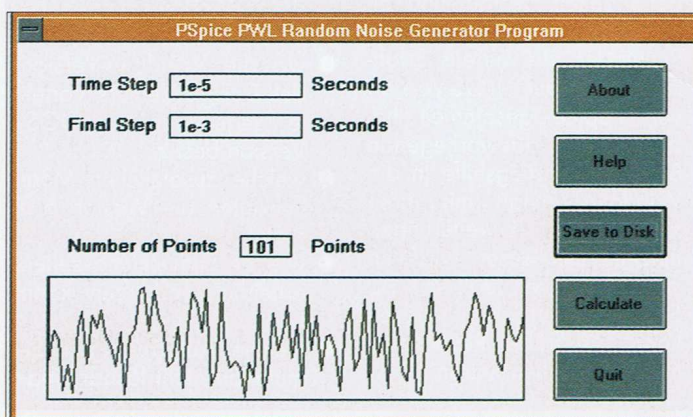 PSpice PWL Random Noise Generator Program
Time Step 1e-5 Seconds
Final Step 1e-3 Seconds
Number of Points 101 Points
About
Help
Save to Disk
Calculate
Quit